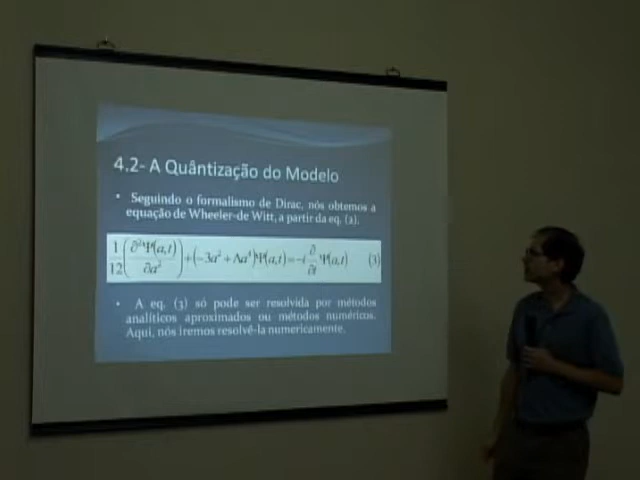 4.2- A Quântização do Modelo
• Seguindo o formalismo de Dirac, nós obtemos a
equação de Wheeler-de Witt, a partir da eq. (2).
1/12 (∂²Ψ(a,t)/∂a²) + (−3a² + Λa⁴)Ψ(a,t) = −i ∂/∂t Ψ(a,t) (3)
• A eq. (3) só pode ser resolvida por métodos
analíticos aproximados ou métodos numéricos.
Aqui, nós iremos resolvê-la numericamente.